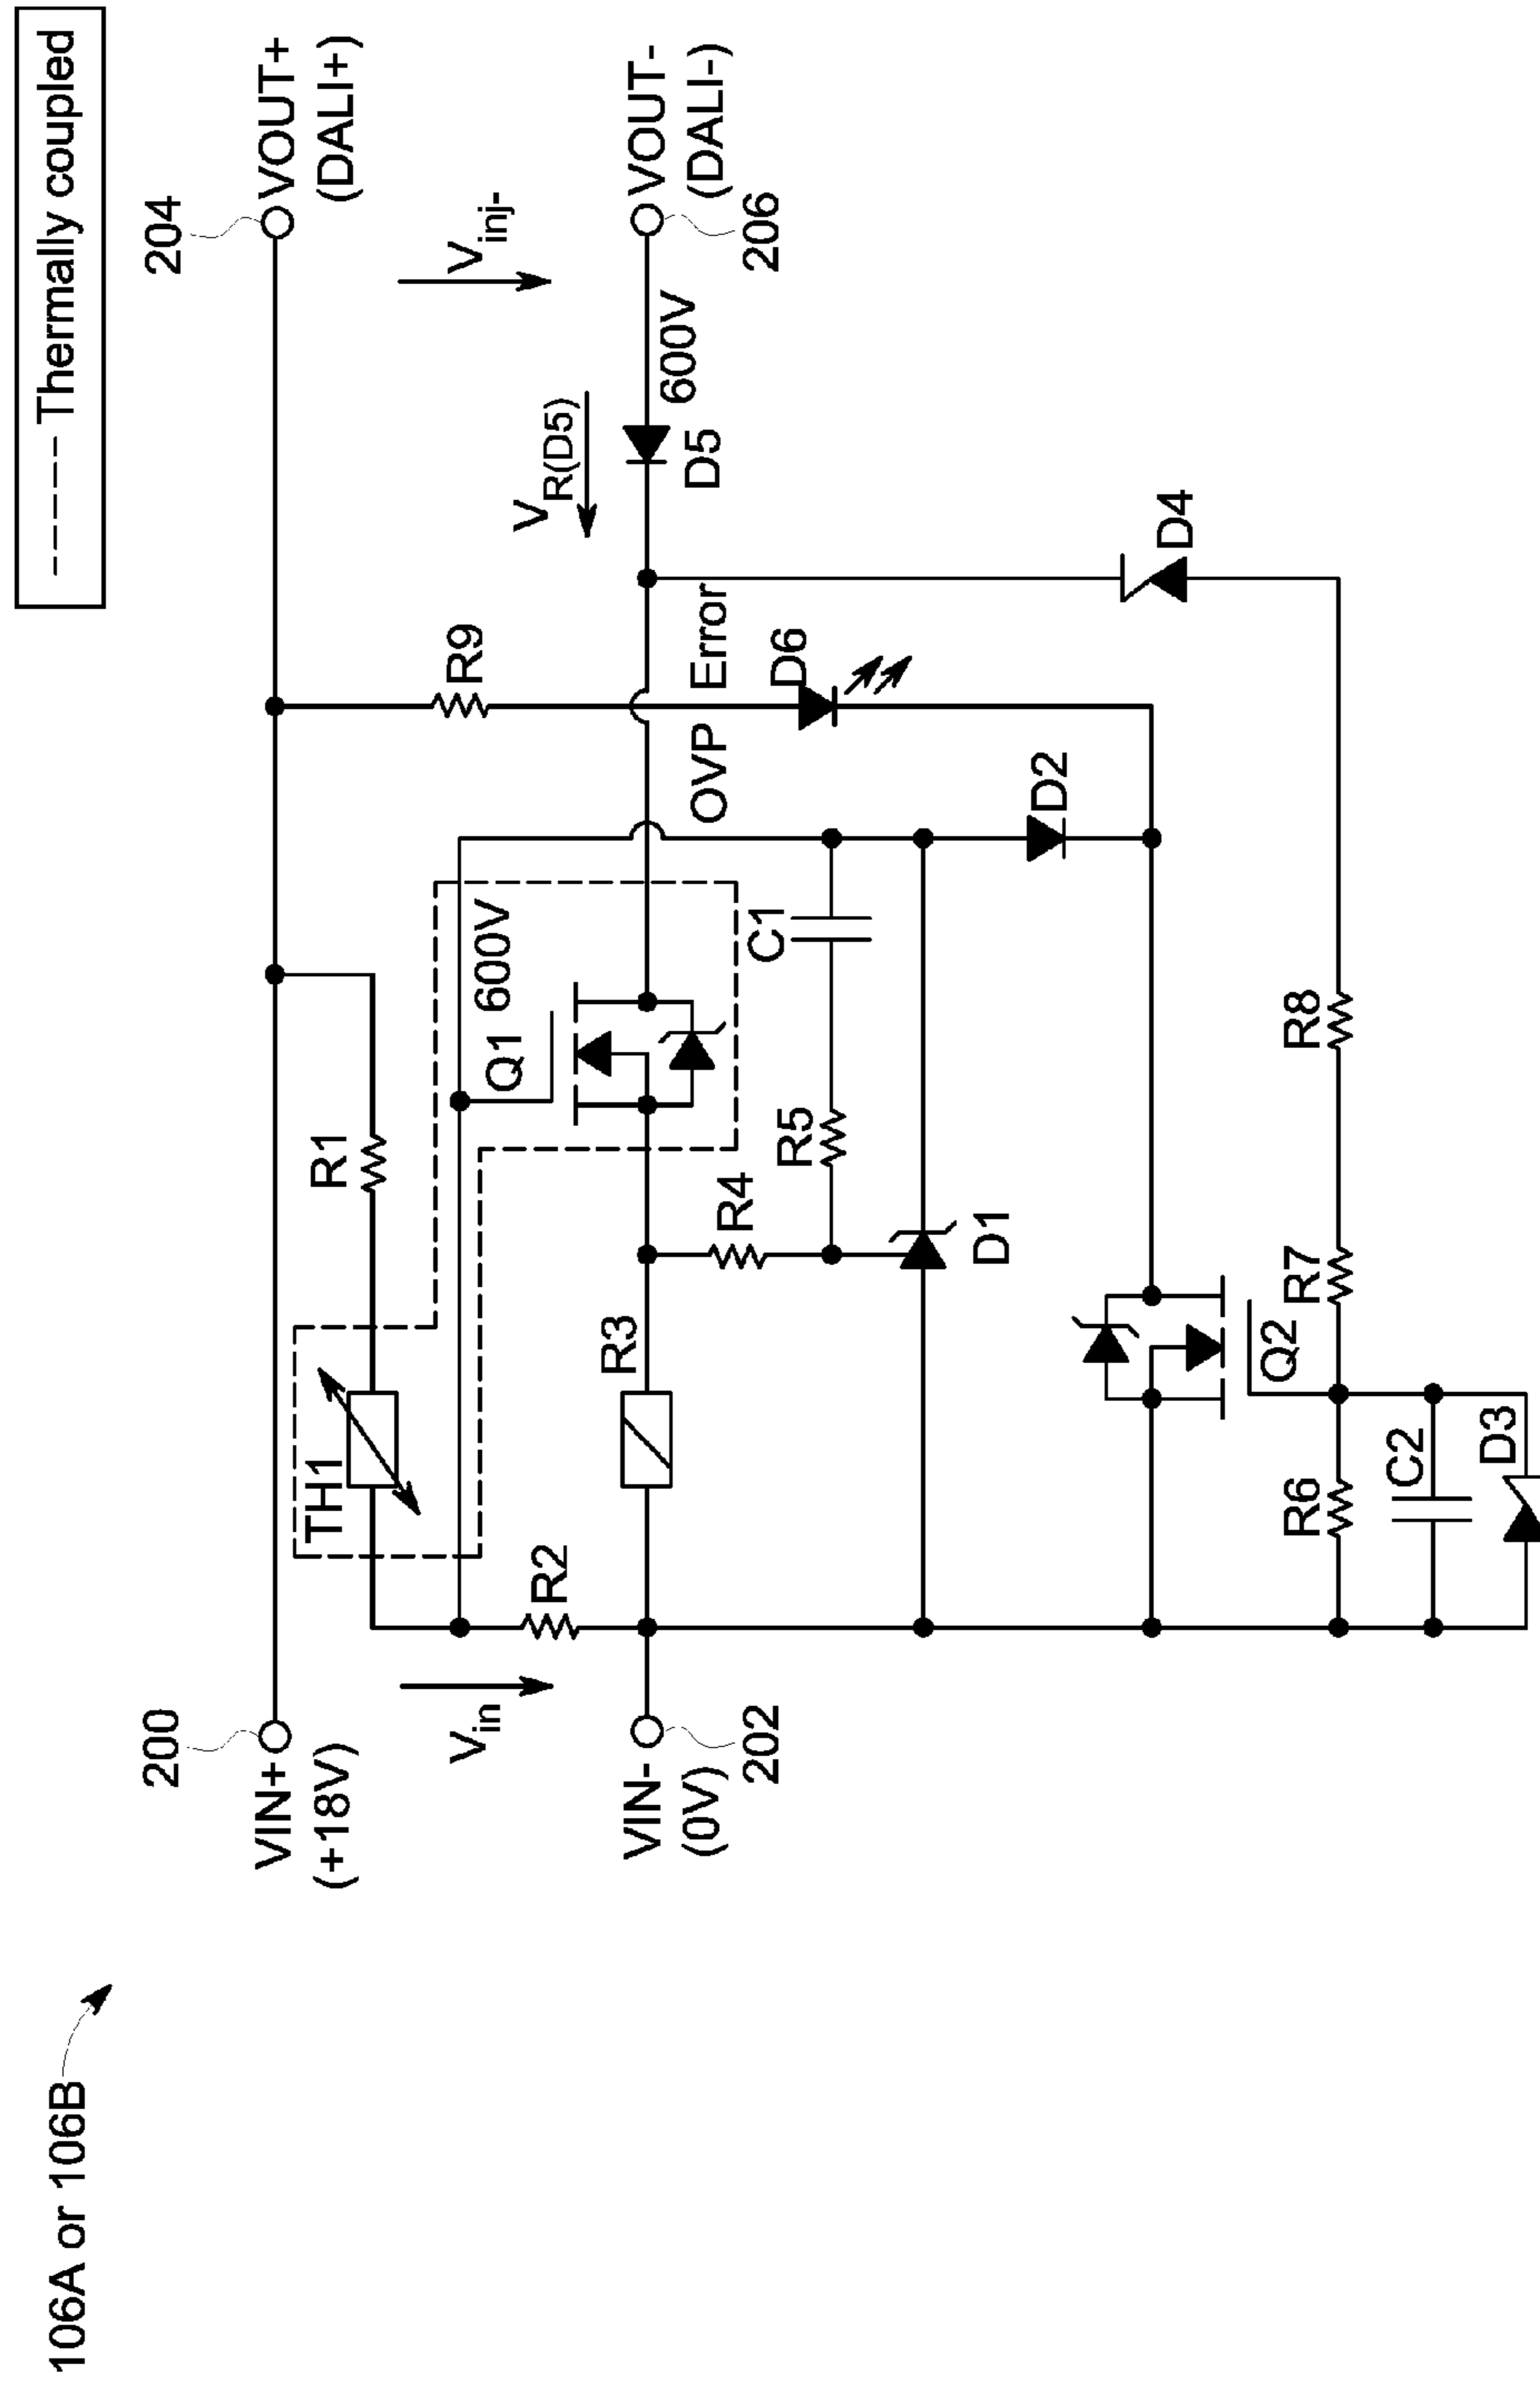 106A or 106B
----- Thermally coupled
200
VIN+
(+18V)
204
VOUT+
(DALI+)
TH1
R1
R9
Vin
Vinj-
R2
Q1
600V
VR(D5)
VIN-
(0V)
202
R3
OVP
Error
D5
600V
VOUT-
(DALI-)
206
R4
R5
C1
D6
D1
D2
D4
Q2
R6
R7
R8
C2
D3